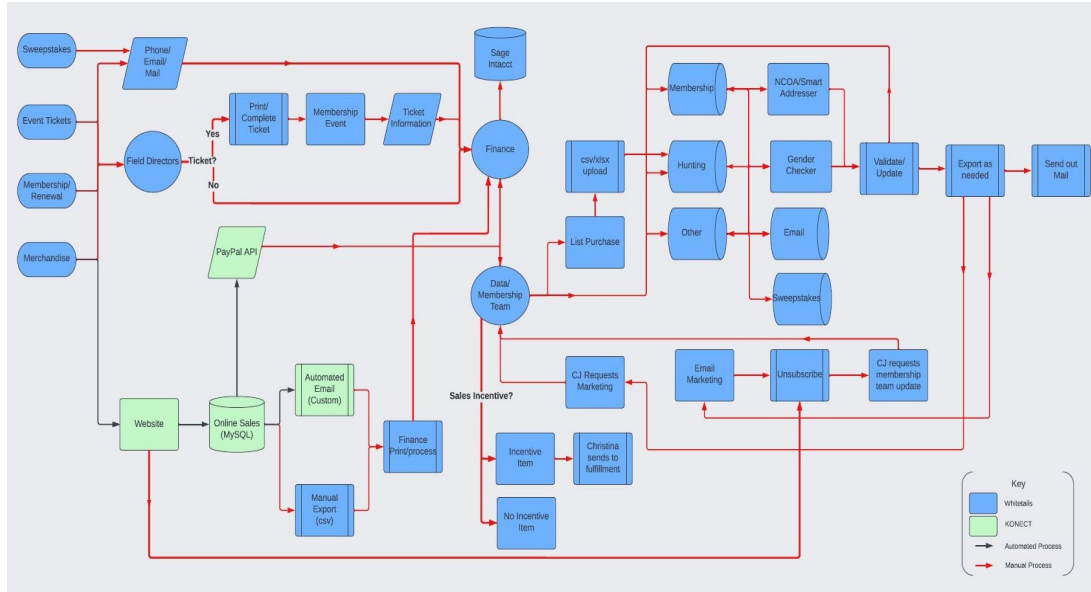 Sweepstakes
Phone/
Email/
Mail
Sage
Intacct
Event Tickets
Membership/
Renewal
Merchandise
Field Directors
Ticket?
Yes
No
Print/
Complete
Ticket
Membership
Event
Ticket
Information
Finance
PayPal API
Data/
Membership
Team
csv/xlsx
upload
List Purchase
Membership
Hunting
Other
NCOA/Smart
Addresser
Gender
Checker
Email
Sweepstakes
Validate/
Update
Export as
needed
Send out
Mail
Website
Online Sales
(MySQL)
Automated
Email
(Custom)
Manual
Export
(csv)
Finance
Print/process
Sales Incentive?
Incentive
Item
Christina
sends to
fulfillment
No Incentive
Item
CJ Requests
Marketing
Email
Marketing
Unsubscribe
CJ requests
membership
team update
Key
Whitetails
KONECT
Automated Process
Manual Process